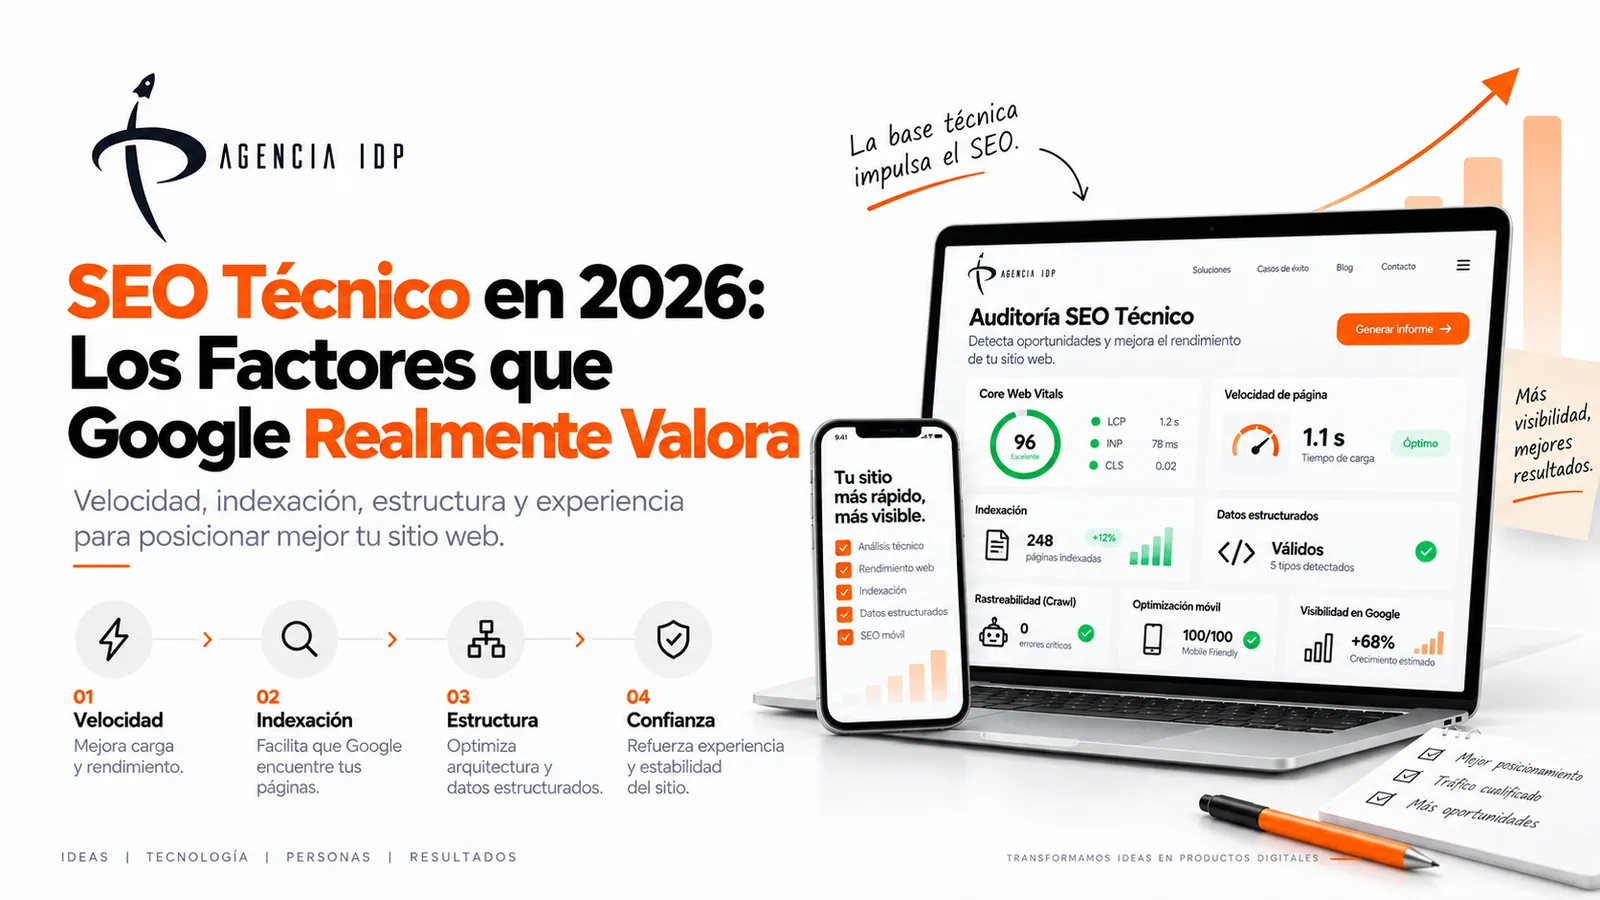 AGENCIA IDP
SEO Técnico en 2026:
Los Factores que
Google Realmente Valora
Velocidad, indexación, estructura y experiencia
para posicionar mejor tu sitio web.
01
Velocidad
Mejora carga
y rendimiento.
02
Indexación
Facilita que Google
encuentre tus
páginas.
03
Estructura
Optimiza
arquitectura y
datos estructurados.
04
Confianza
Refuerza experiencia
y estabilidad
del sitio.
IDEAS | TECNOLOGÍA | PERSONAS | RESULTADOS
La base técnica
impulsa el SEO.
AGENCIA IDP
Soluciones Casos de éxito Blog Contacto
Auditoría SEO Técnico
Detecta oportunidades y mejora el rendimiento
de tu sitio web.
Generar informe →
Core Web Vitals
96
Excelente
LCP 1.2 s
INP 78 ms
CLS 0.02
Velocidad de página
1.1 s
Tiempo de carga
Óptimo
Indexación
248
páginas indexadas
+12%
Datos estructurados
</>
Válidos
5 tipos detectados
Rastreabilidad (Crawl)
0
errores críticos
Optimización móvil
100/100
Mobile Friendly
Visibilidad en Google
+68%
Crecimiento estimado
9:41
Tu sitio
más rápido,
más visible.
Análisis técnico
Rendimiento web
Indexación
Datos estructurados
SEO móvil
Más
visibilidad,
mejores
resultados.
Mejor posicionamiento
Tráfico cualificado
Más oportunidades
TRANSFORMAMOS IDEAS EN PRODUCTOS DIGITALES